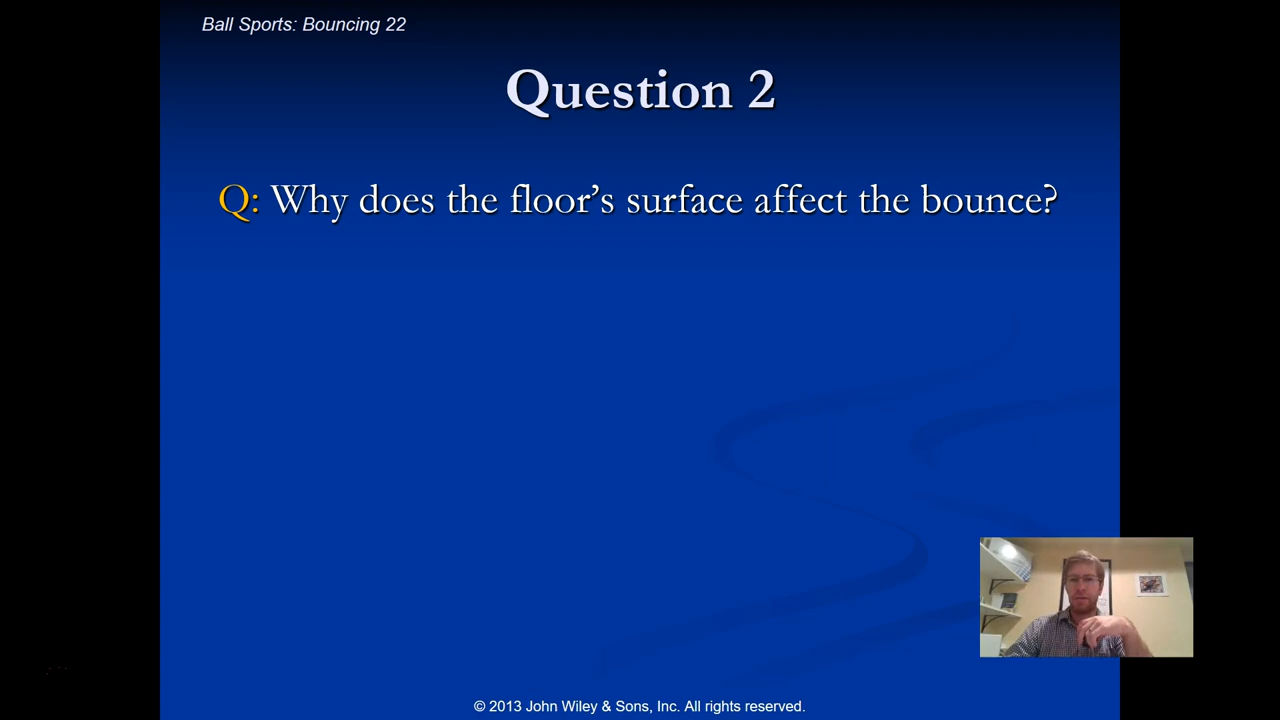 Ball Sports: Bouncing 22
Question 2
Q: Why does the floor’s surface affect the bounce?
© 2013 John Wiley & Sons, Inc. All rights reserved.